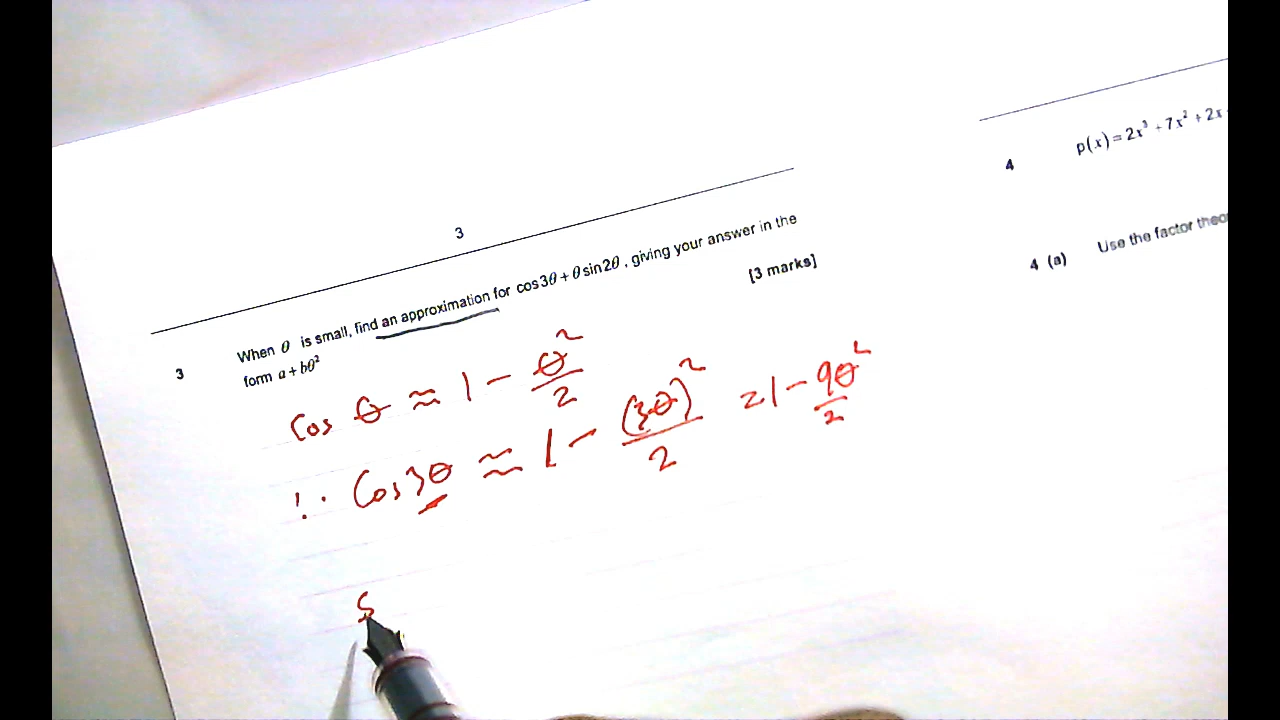 3
3 When θ is small, find an approximation for cos3θ + θsin2θ, giving your answer in the
form a + bθ²
[3 marks]
Cos θ ≈ 1 − θ²/2
∴ Cos3θ ≈ 1 − (3θ)²/2 = 1 − 9θ²/2
S
4 p(x) = 2x³ + 7x² + 2x
4 (a) Use the factor